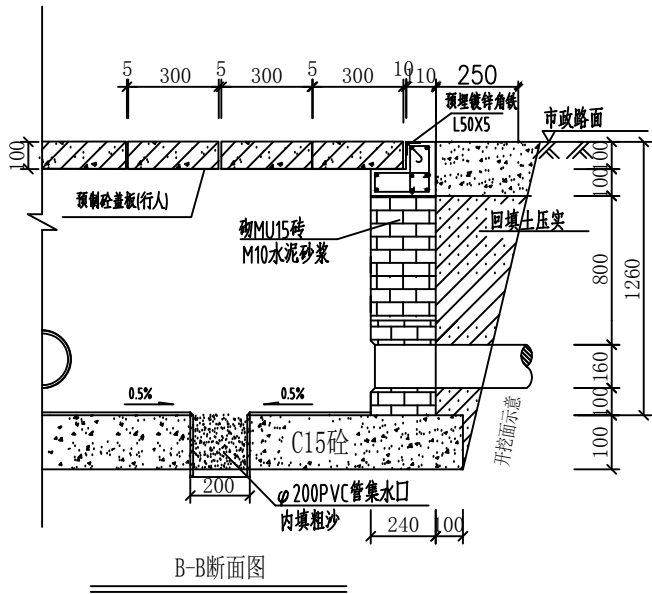 5 300 5 300 5 300 10 110 250
预埋镀锌角铁
L50X5
市政路面
100
100
100
预制砼盖板(行人)
砌MU15砖
M10水泥砂浆
回填土压实
800
1260
160
0.5%
0.5%
100
C15砼
100
开挖面示意
200
φ200PVC管集水口
内填粗沙
240 100
B-B断面图